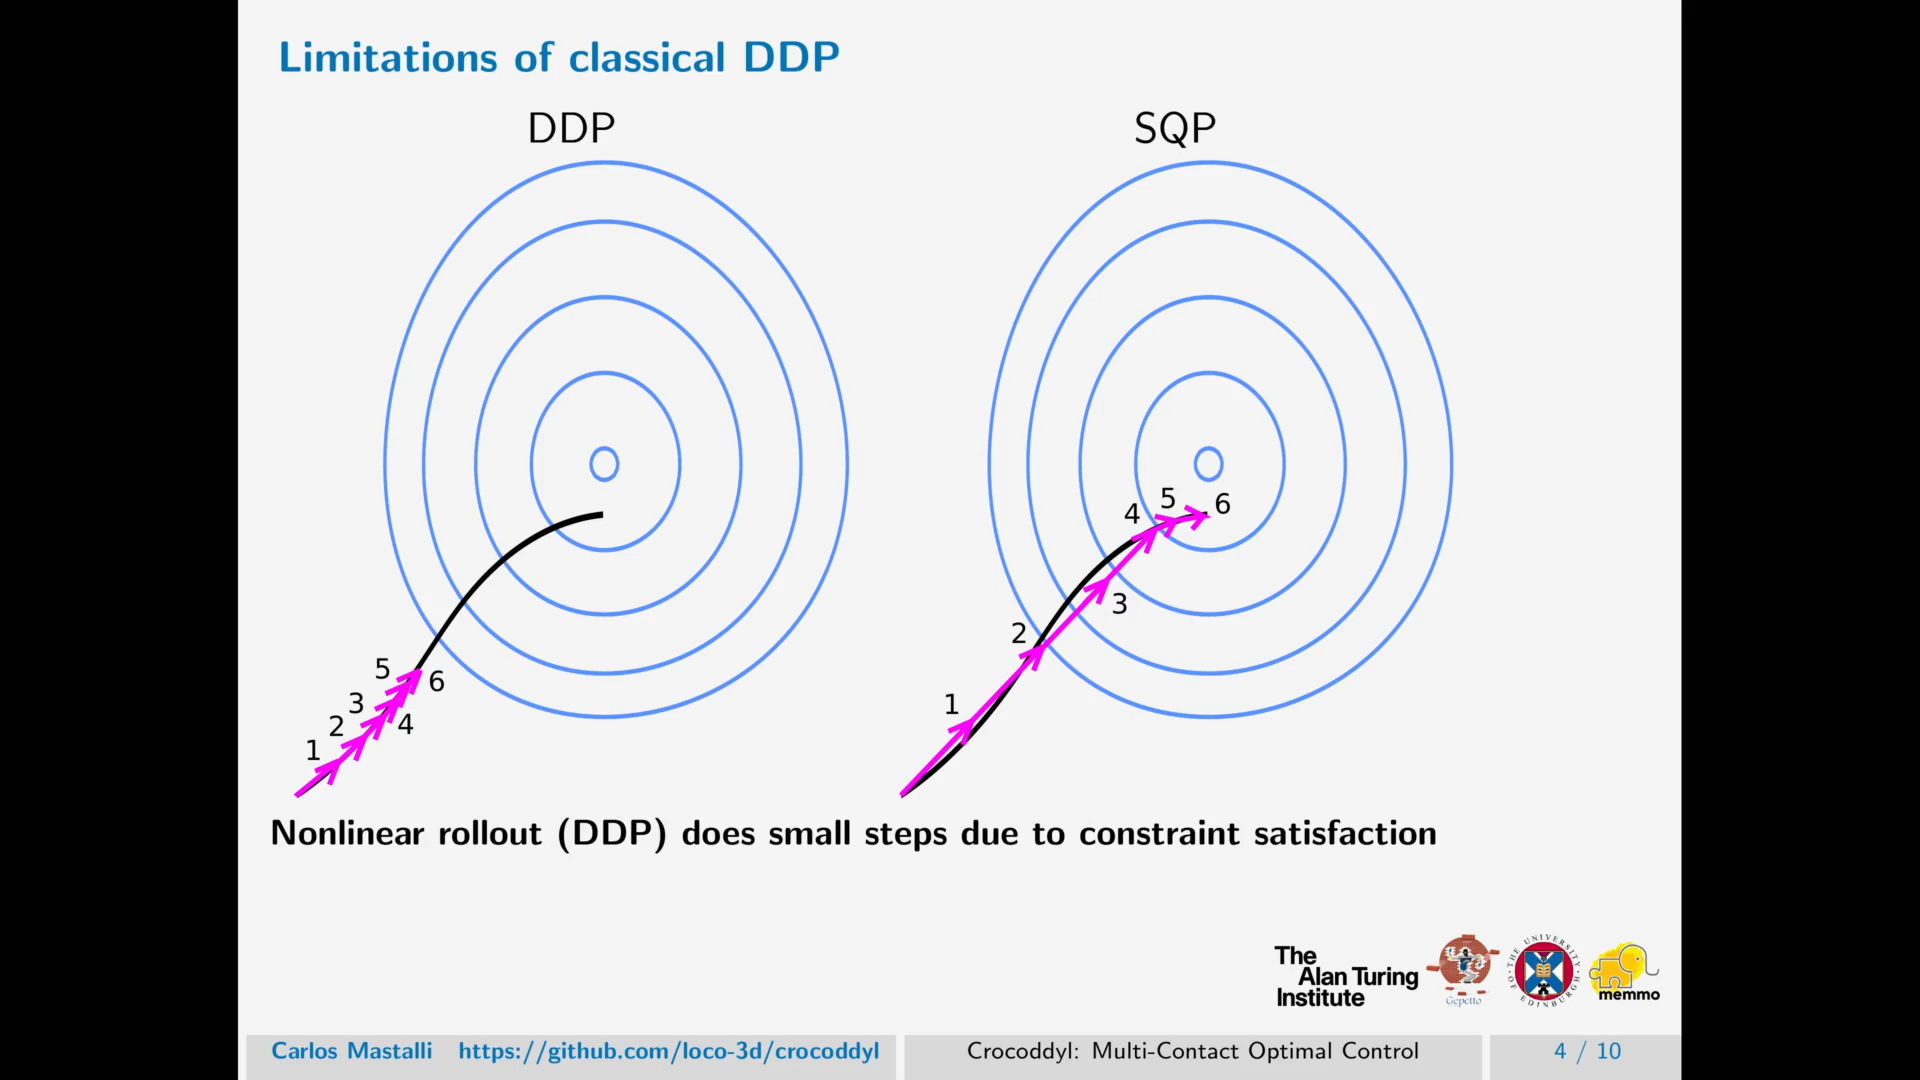 Limitations of classical DDP
DDP
SQP
5
6
3
4
2
1
5
6
4
3
2
1
Nonlinear rollout (DDP) does small steps due to constraint satisfaction
The
Alan Turing
Institute
Gepetto
THE UNIVERSITY OF EDINBURGH
memmo
Carlos Mastalli https://github.com/loco-3d/crocoddyl
Crocoddyl: Multi-Contact Optimal Control
4 / 10